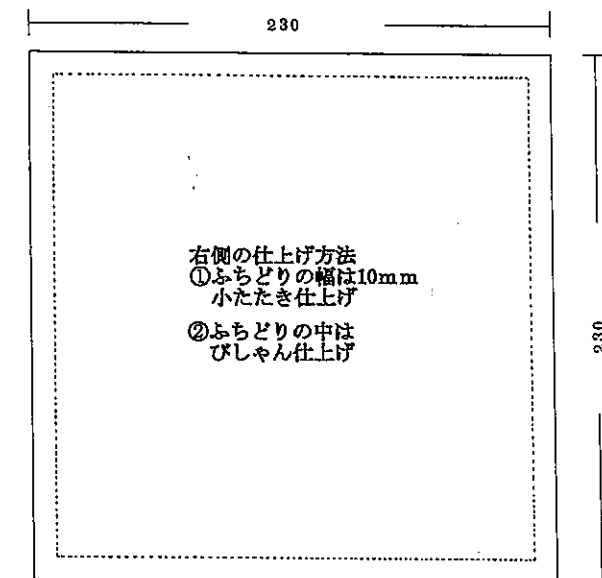 230
右側の仕上げ方法
①ふちどりの幅は10mm
小たたき仕上げ
②ふちどりの中は
びしゃん仕上げ
230